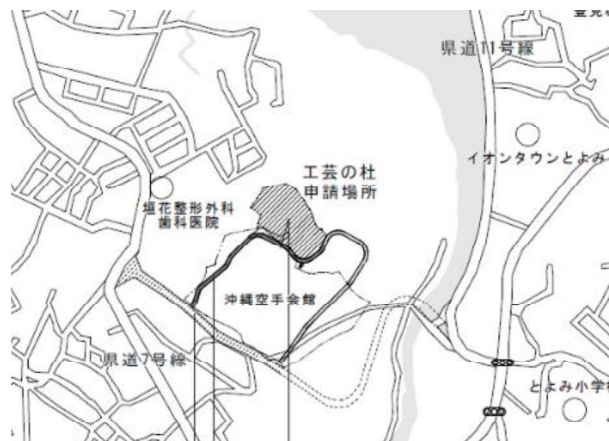 県道11号線
イオンタウンとよみ
工芸の杜
申請場所
垣花整形外科
歯科医院
沖縄空手会館
県道7号線
とよみ小学校